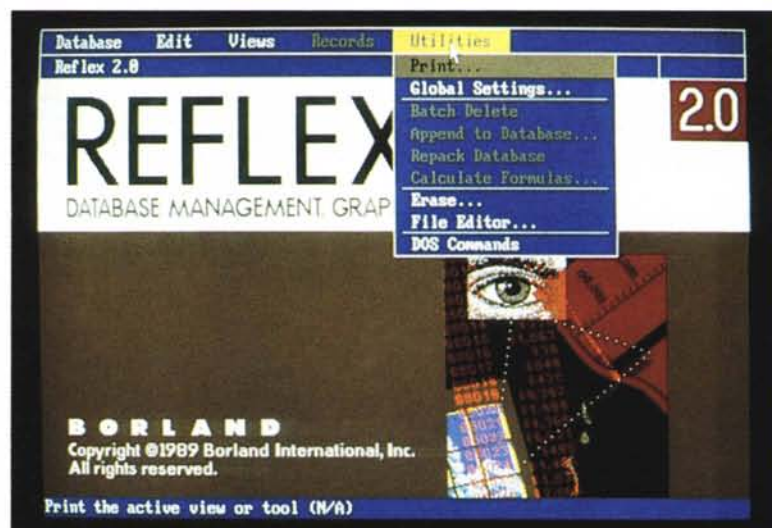 Database Edit Views Records Utilities
Reflex 2.0
Print...
Global Settings...
Batch Delete
Append to Database...
Repack Database
Calculate Formulas...
Erase...
File Editor...
DOS Commands
REFLEX
2.0
DATABASE MANAGEMENT, GRAP
BORLAND
Copyright ©1989 Borland International, Inc.
All rights reserved.
Print the active view or tool (N/A)